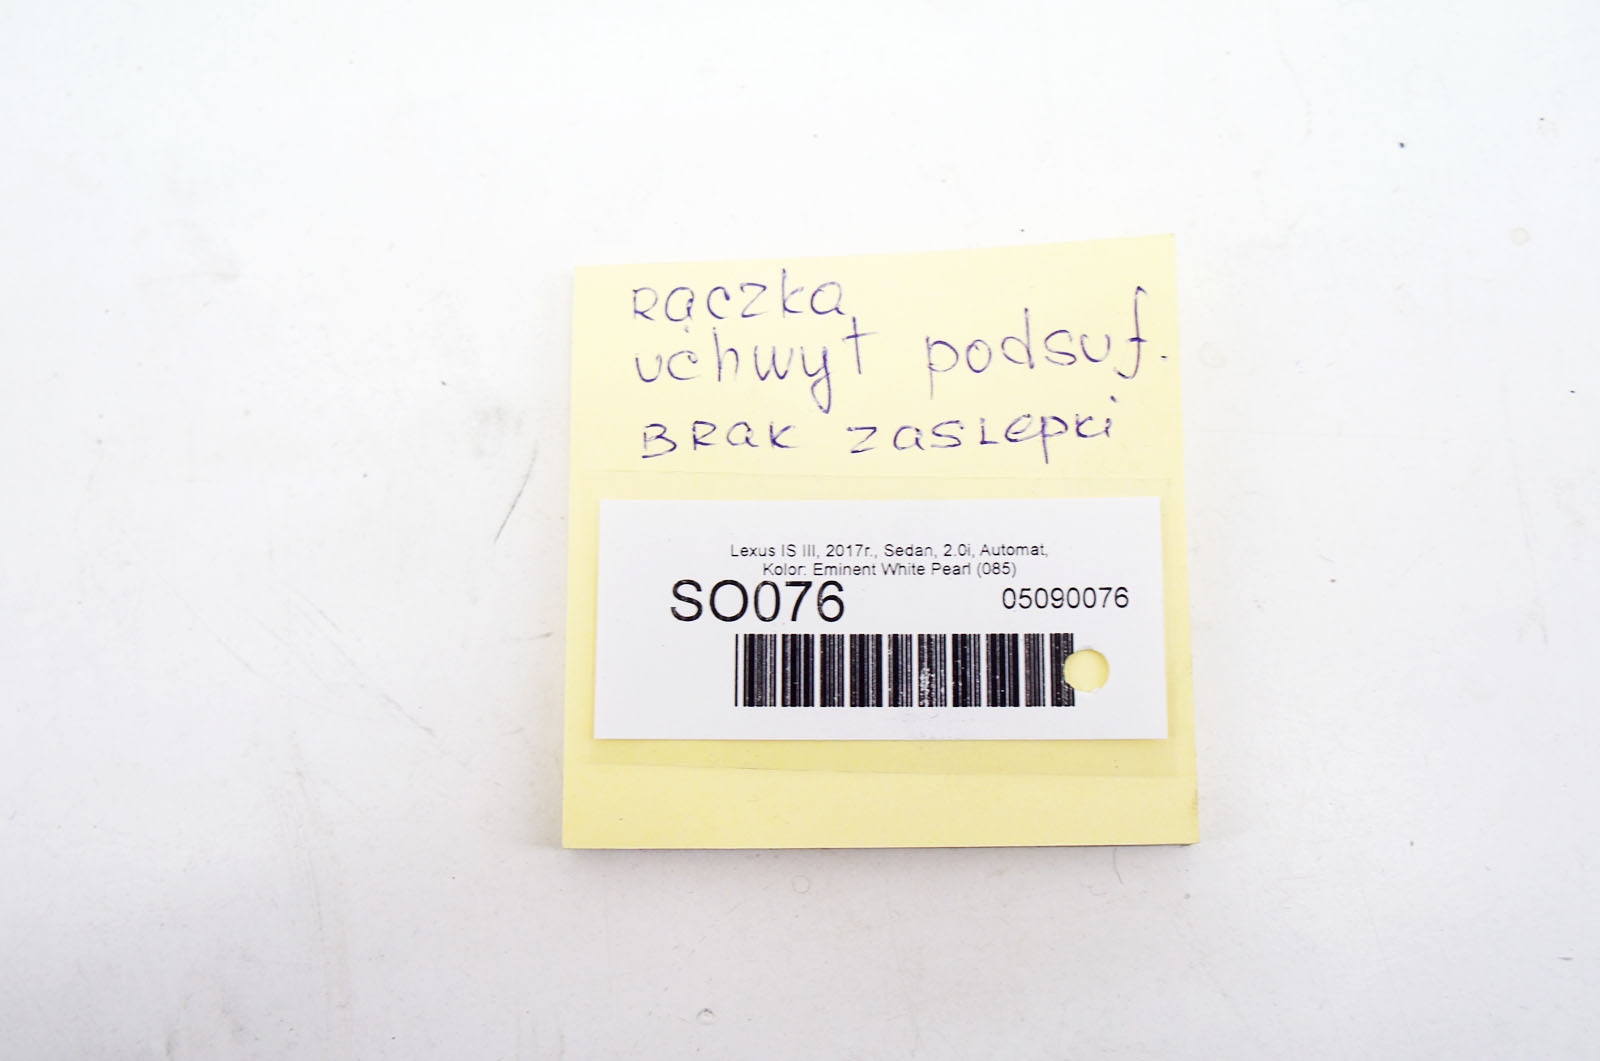 Rączka
uchwyt podsuf.
BRak zaslepki
Lexus IS III, 2017r., Sedan, 2.0i, Automat,
Kolor: Eminent White Pearl (085)
SO076 05090076